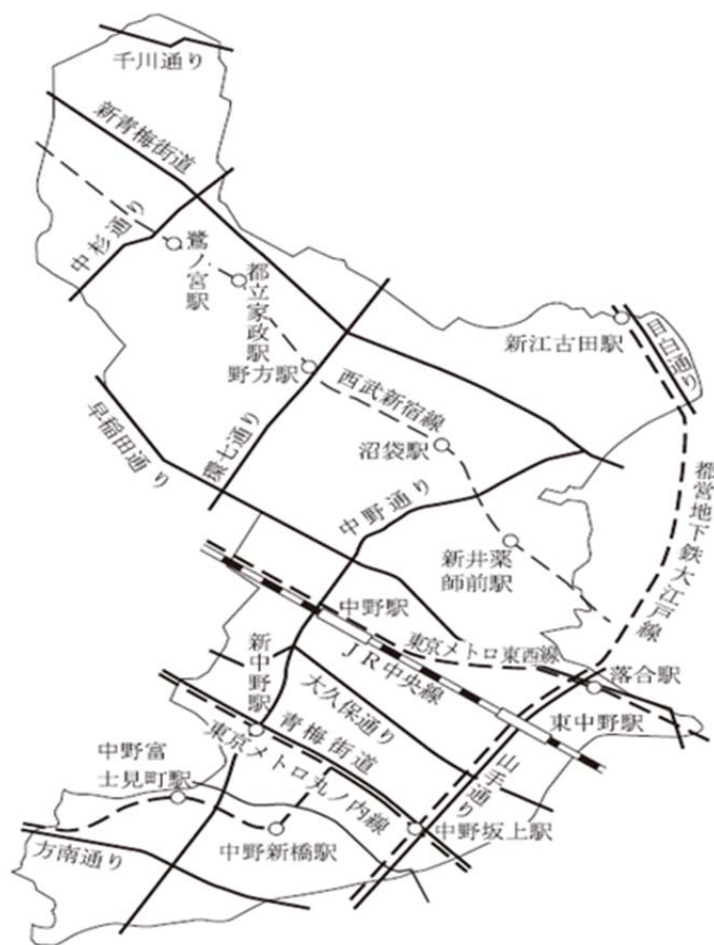 千川通り
新青梅街道
中杉通り
鷺ノ宮駅
都立家政駅
野方駅
新江古田駅
目白通り
西武新宿線
沼袋駅
早稲田通り
環七通り
中野通り
新井薬
師前駅
都営地下鉄大江戸線
中野駅
東京メトロ東西線
JR中央線
落合駅
新中野駅
大久保通り
東中野駅
青梅街道
東京メトロ丸ノ内線
山手通り
中野富
士見町駅
中野坂上駅
中野新橋駅
方南通り